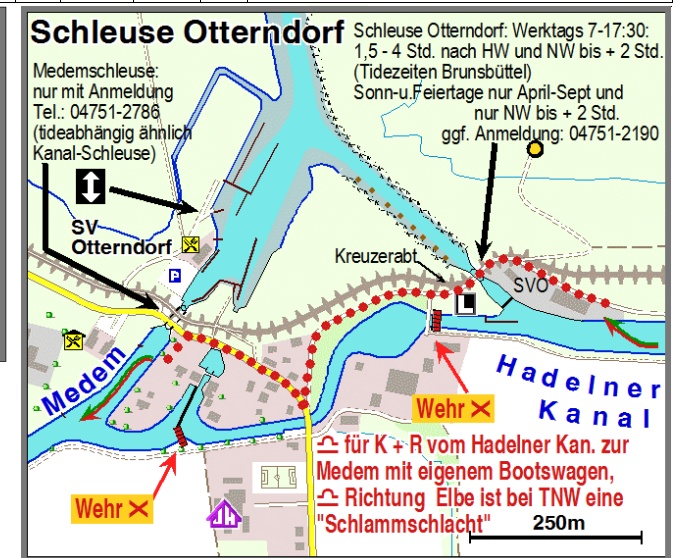 Schleuse Otterndorf
Schleuse Otterndorf: Werktags 7-17:30:
1,5 - 4 Std. nach HW und NW bis + 2 Std.
(Tidezeiten Brunsbüttel)
Sonn-u.Feiertage nur April-Sept und
nur NW bis + 2 Std.
ggf. Anmeldung: 04751-2190
Medemschleuse:
nur mit Anmeldung
Tel.: 04751-2786
(tideabhängig ähnlich
Kanal-Schleuse)
SV
Otterndorf
P
Kreuzerabt.
SVO
Medem
Hadelner
Kanal
Wehr
Wehr
für K + R vom Hadelner Kan. zur
Medem mit eigenem Bootswagen,
Richtung Elbe ist bei TNW eine
"Schlammschlacht"
250m